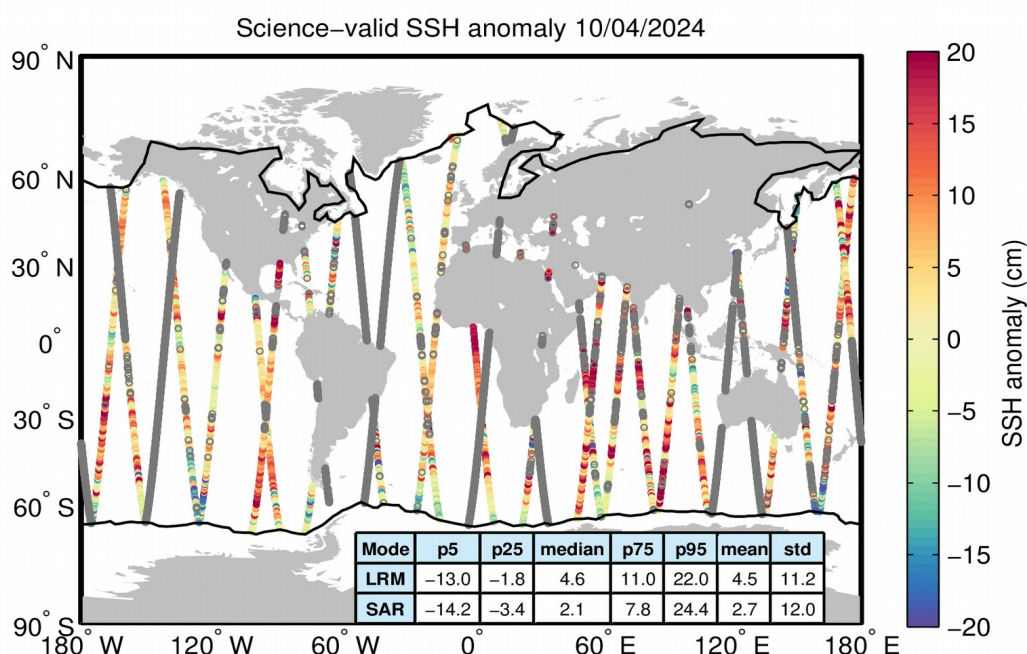 Science−valid SSH anomaly 10/04/2024
90° N
60° N
30° N
0°
30° S
60° S
90° S
180° W
120° W
60° W
0°
60° E
120° E
180° E
Mode p5 p25 median p75 p95 mean std
LRM −13.0 −1.8 4.6 11.0 22.0 4.5 11.2
SAR −14.2 −3.4 2.1 7.8 24.4 2.7 12.0
20
15
10
5
0
−5
−10
−15
−20
SSH anomaly (cm)